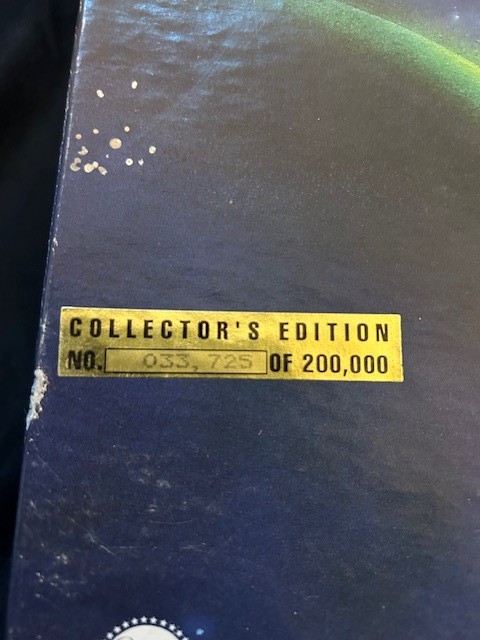 COLLECTOR'S EDITION
NO. 033,725 OF 200,000